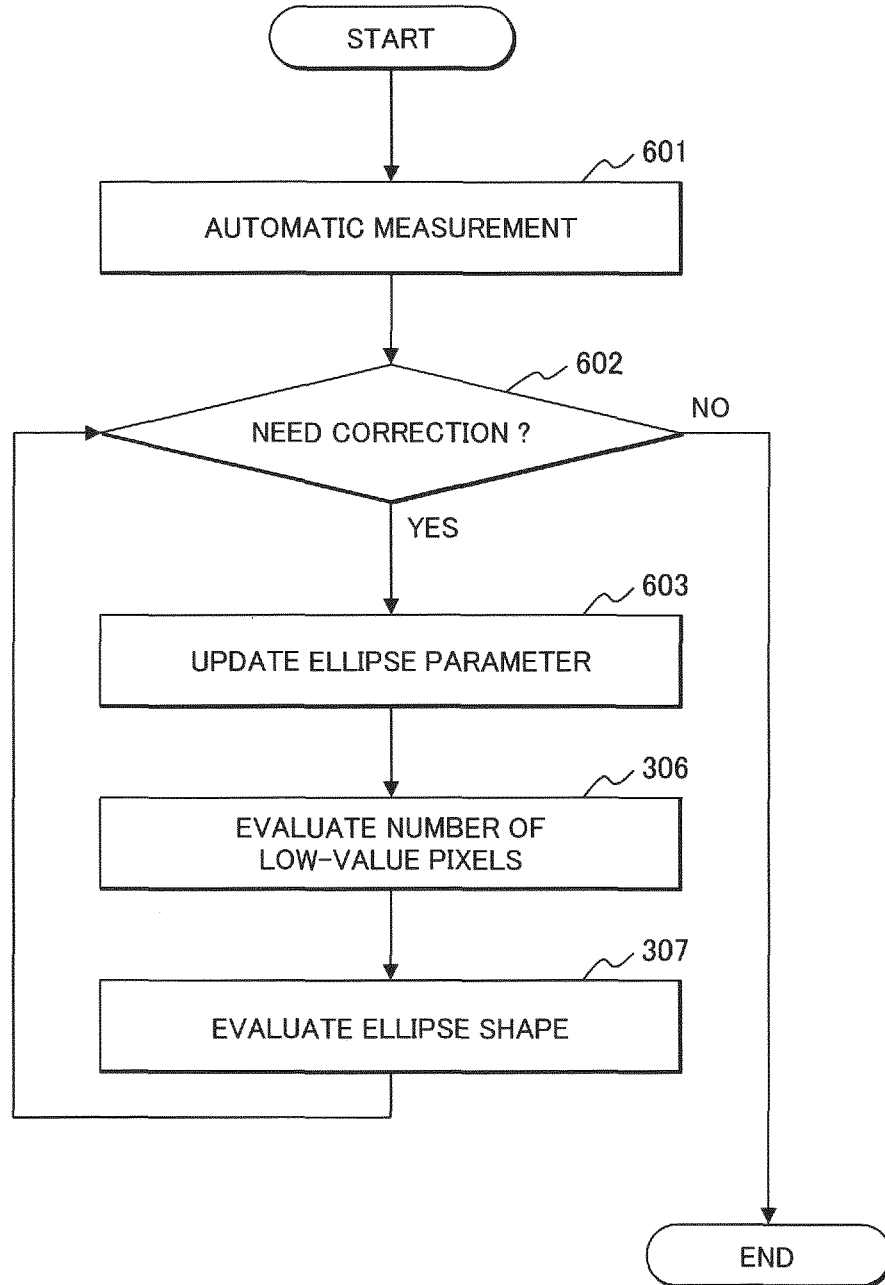 START
601
AUTOMATIC MEASUREMENT
602
NEED CORRECTION ?
NO
YES
603
UPDATE ELLIPSE PARAMETER
306
EVALUATE NUMBER OF
LOW-VALUE PIXELS
307
EVALUATE ELLIPSE SHAPE
END